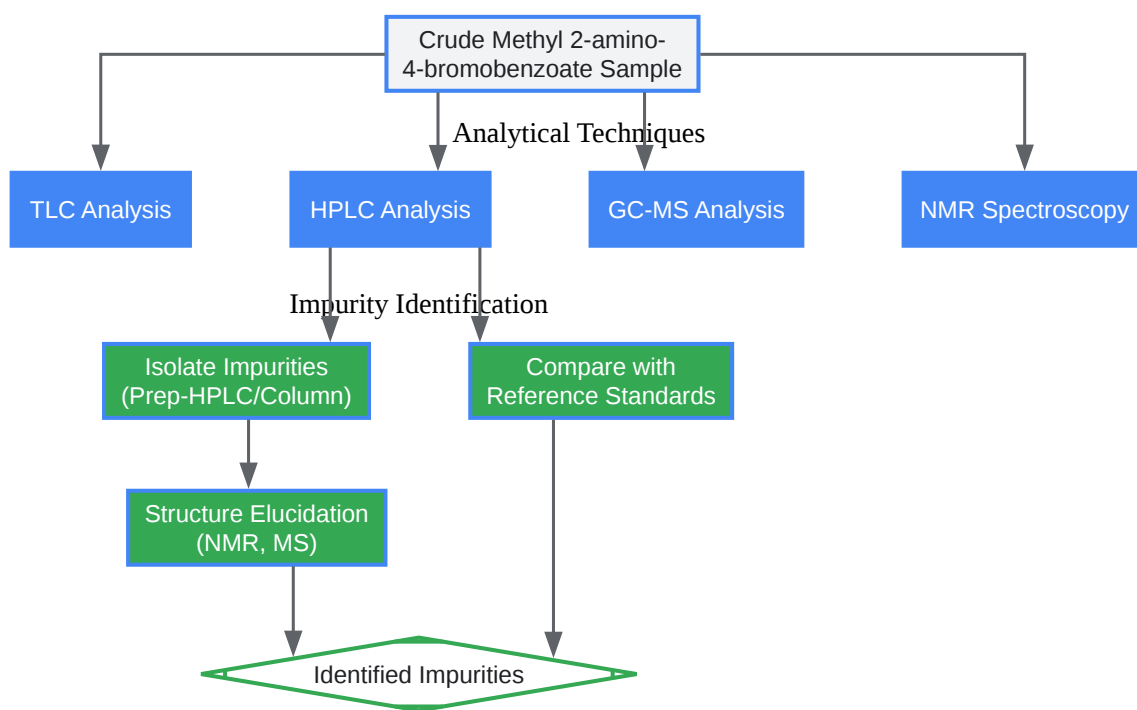 Crude Methyl 2-amino-
4-bromobenzoate Sample
Analytical Techniques
TLC Analysis
HPLC Analysis
GC-MS Analysis
NMR Spectroscopy
Impurity Identification
Isolate Impurities
(Prep-HPLC/Column)
Compare with
Reference Standards
Structure Elucidation
(NMR, MS)
Identified Impurities